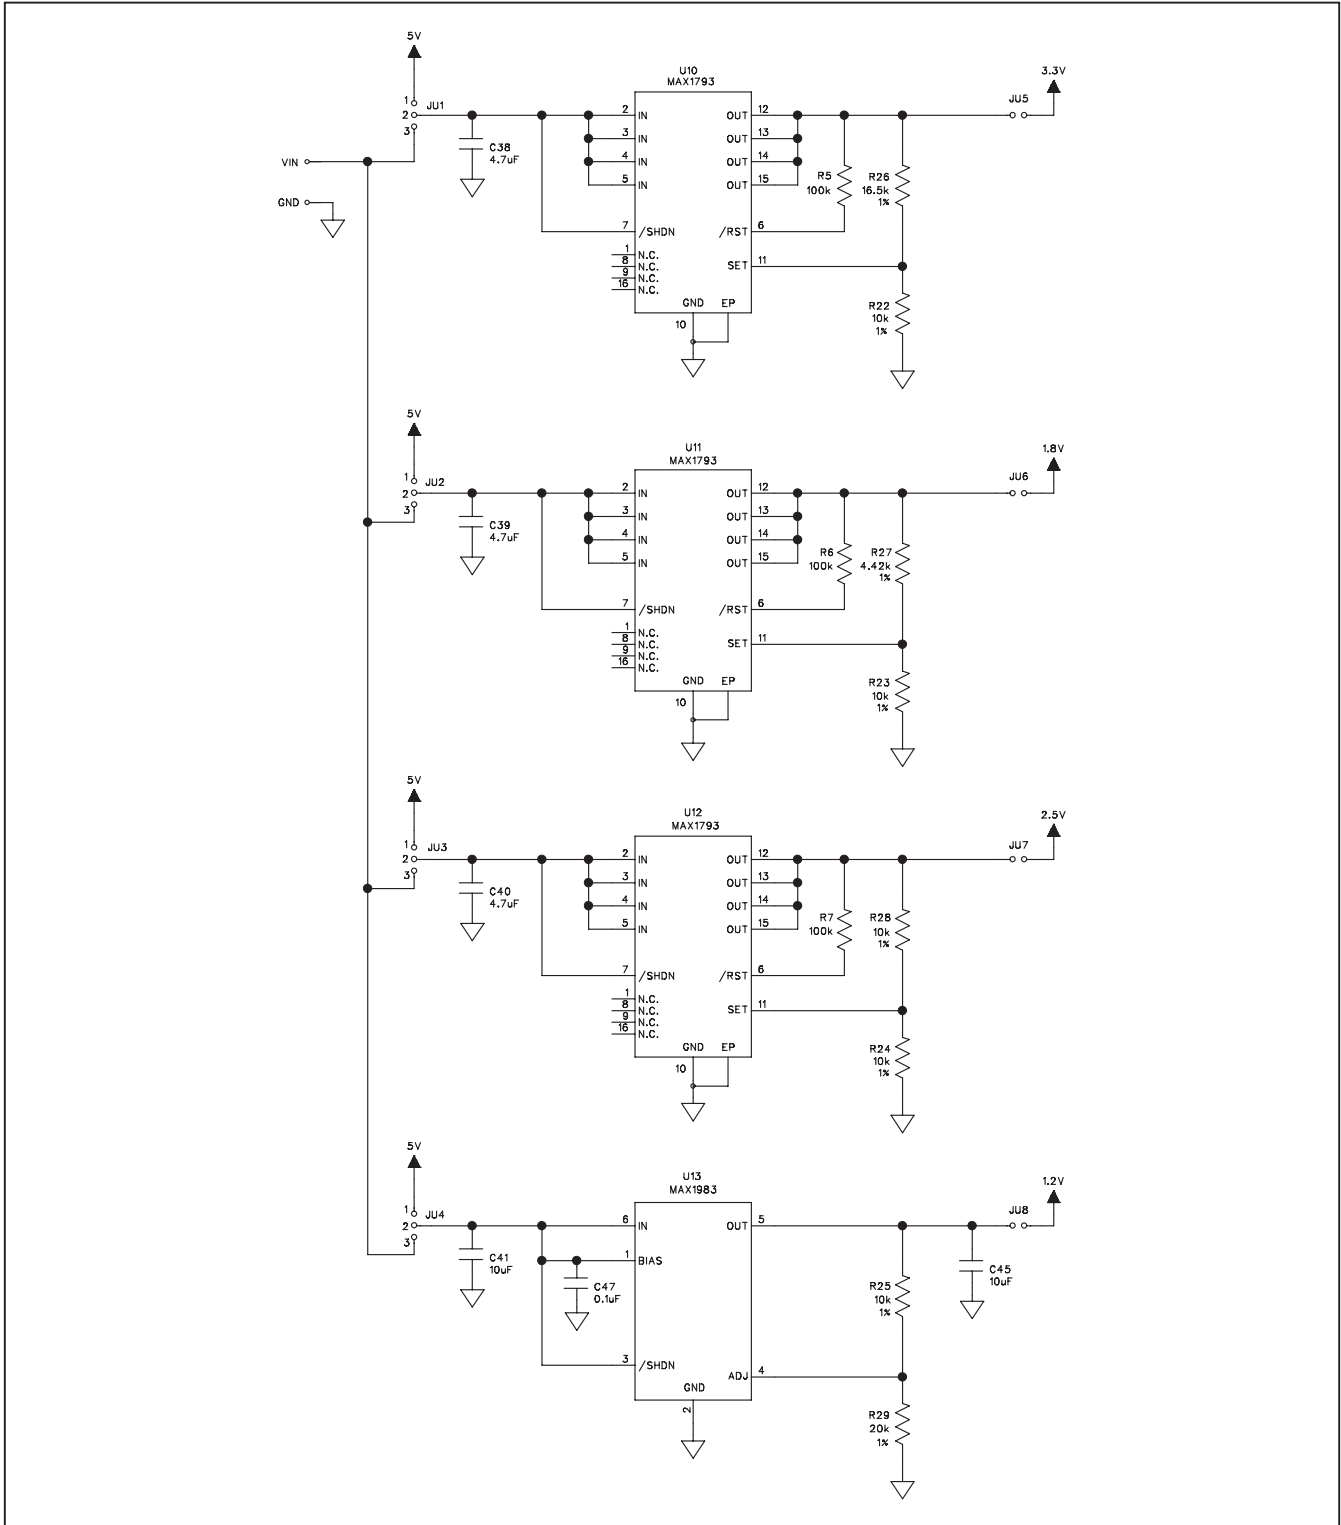 5V
U10
MAX1793
3.3V
1
2
3
JU1
2 IN
3 IN
4 IN
5 IN
7 /SHDN
1 N.C.
8 N.C.
9 N.C.
16 N.C.
OUT 12
OUT 13
OUT 14
OUT 15
/RST 6
SET 11
GND EP
10
JU5
C38
4.7uF
VIN
GND
R5
100k
R26
16.5k
1%
R22
10k
1%
5V
U11
MAX1793
1.8V
1
2
3
JU2
2 IN
3 IN
4 IN
5 IN
7 /SHDN
1 N.C.
8 N.C.
9 N.C.
16 N.C.
OUT 12
OUT 13
OUT 14
OUT 15
/RST 6
SET 11
GND EP
10
JU6
C39
4.7uF
R6
100k
R27
4.42k
1%
R23
10k
1%
5V
U12
MAX1793
2.5V
1
2
3
JU3
2 IN
3 IN
4 IN
5 IN
7 /SHDN
1 N.C.
8 N.C.
9 N.C.
16 N.C.
OUT 12
OUT 13
OUT 14
OUT 15
/RST 6
SET 11
GND EP
10
JU7
C40
4.7uF
R7
100k
R28
10k
1%
R24
10k
1%
5V
U13
MAX1983
1.2V
1
2
3
JU4
6 IN
1 BIAS
3 /SHDN
OUT 5
ADJ 4
GND
2
JU8
C41
10uF
C47
0.1uF
R25
10k
1%
C45
10uF
R29
20k
1%